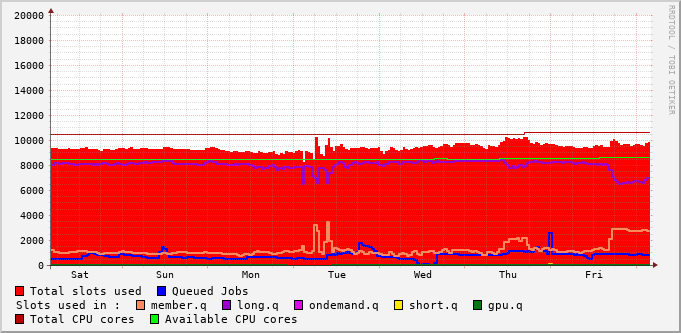 20000
18000
16000
14000
12000
10000
8000
6000
4000
2000
0
Sat Sun Mon Tue Wed Thu Fri
RRDTOOL / TOBI OETIKER
Total slots used Queued Jobs
Slots used in : member.q long.q ondemand.q short.q gpu.q
Total CPU cores Available CPU cores